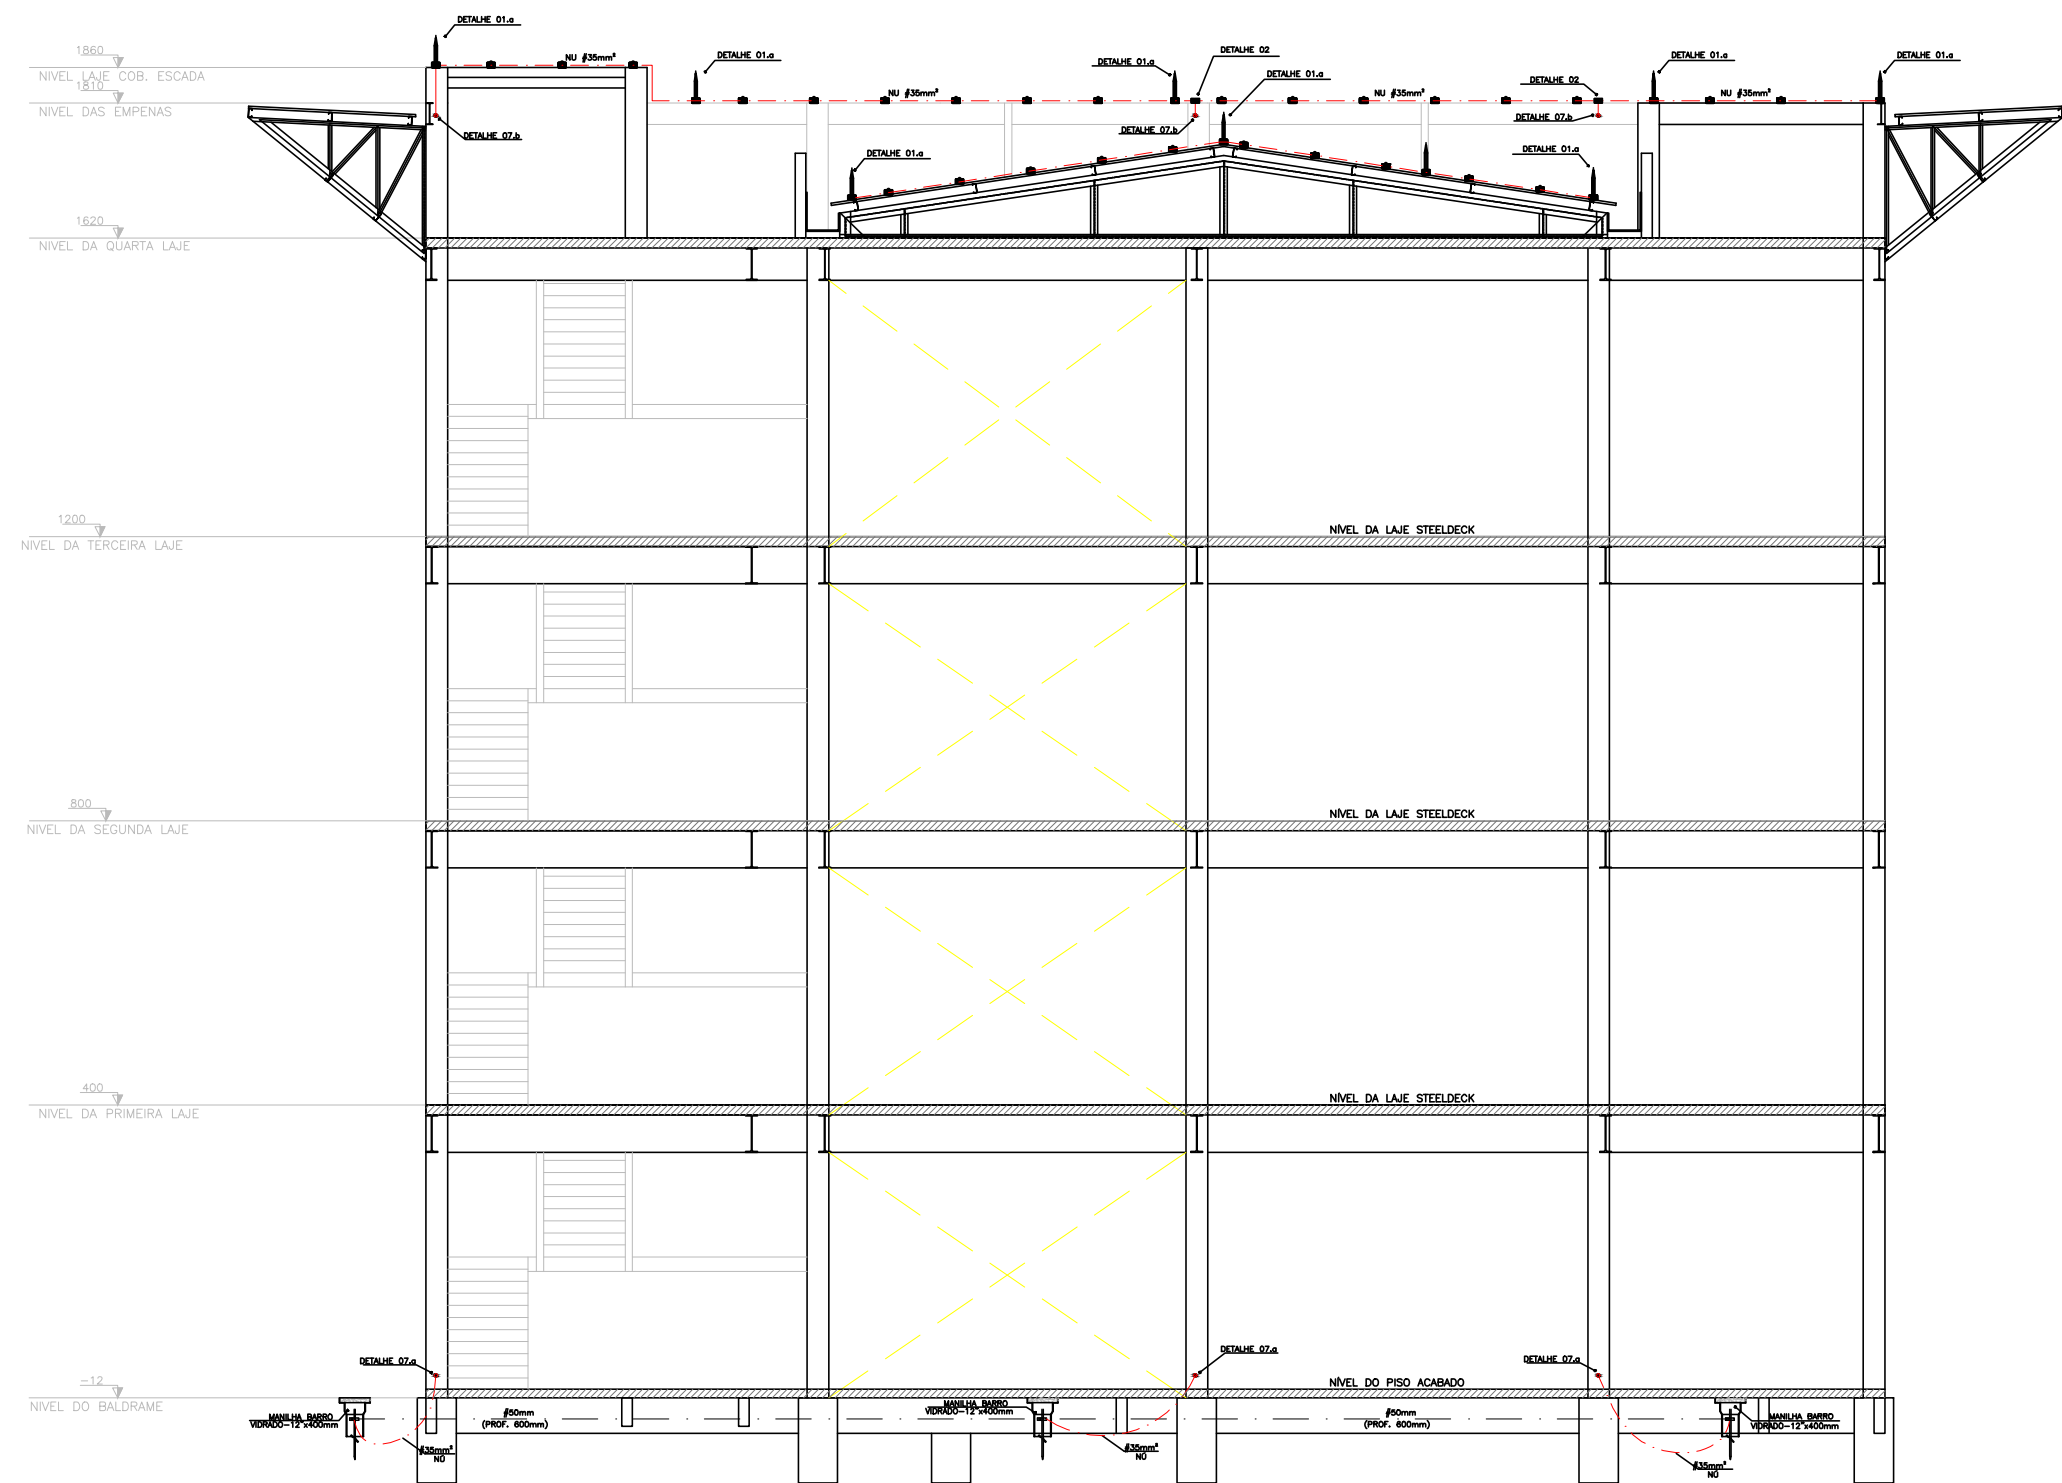 DETALHE 01.a
1860
NIVEL LAJE COB. ESCADA
NU #35mm²
DETALHE 01.a
DETALHE 01.a
DETALHE 02
DETALHE 01.a
DETALHE 02
DETALHE 01.a
DETALHE 01.a
1810
NIVEL DAS EMPENAS
NU #35mm²
NU #35mm²
NU #35mm²
DETALHE 07.b
DETALHE 07.b
DETALHE 07.b
DETALHE 01.a
DETALHE 01.a
1620
NIVEL DA QUARTA LAJE
1200
NIVEL DA TERCEIRA LAJE
NÍVEL DA LAJE STEELDECK
800
NIVEL DA SEGUNDA LAJE
NÍVEL DA LAJE STEELDECK
400
NIVEL DA PRIMEIRA LAJE
NÍVEL DA LAJE STEELDECK
DETALHE 07.a
DETALHE 07.a
DETALHE 07.a
-12
NIVEL DO BALDRAME
NÍVEL DO PISO ACABADO
MANILHA BARRO
VIDRADO-12"x400mm
#50mm
(PROF. 600mm)
MANILHA BARRO
VIDRADO-12"x400mm
#50mm
(PROF. 600mm)
MANILHA BARRO
VIDRADO-12"x400mm
#35mm²
NÚ
#35mm²
NÚ
#35mm²
NÚ